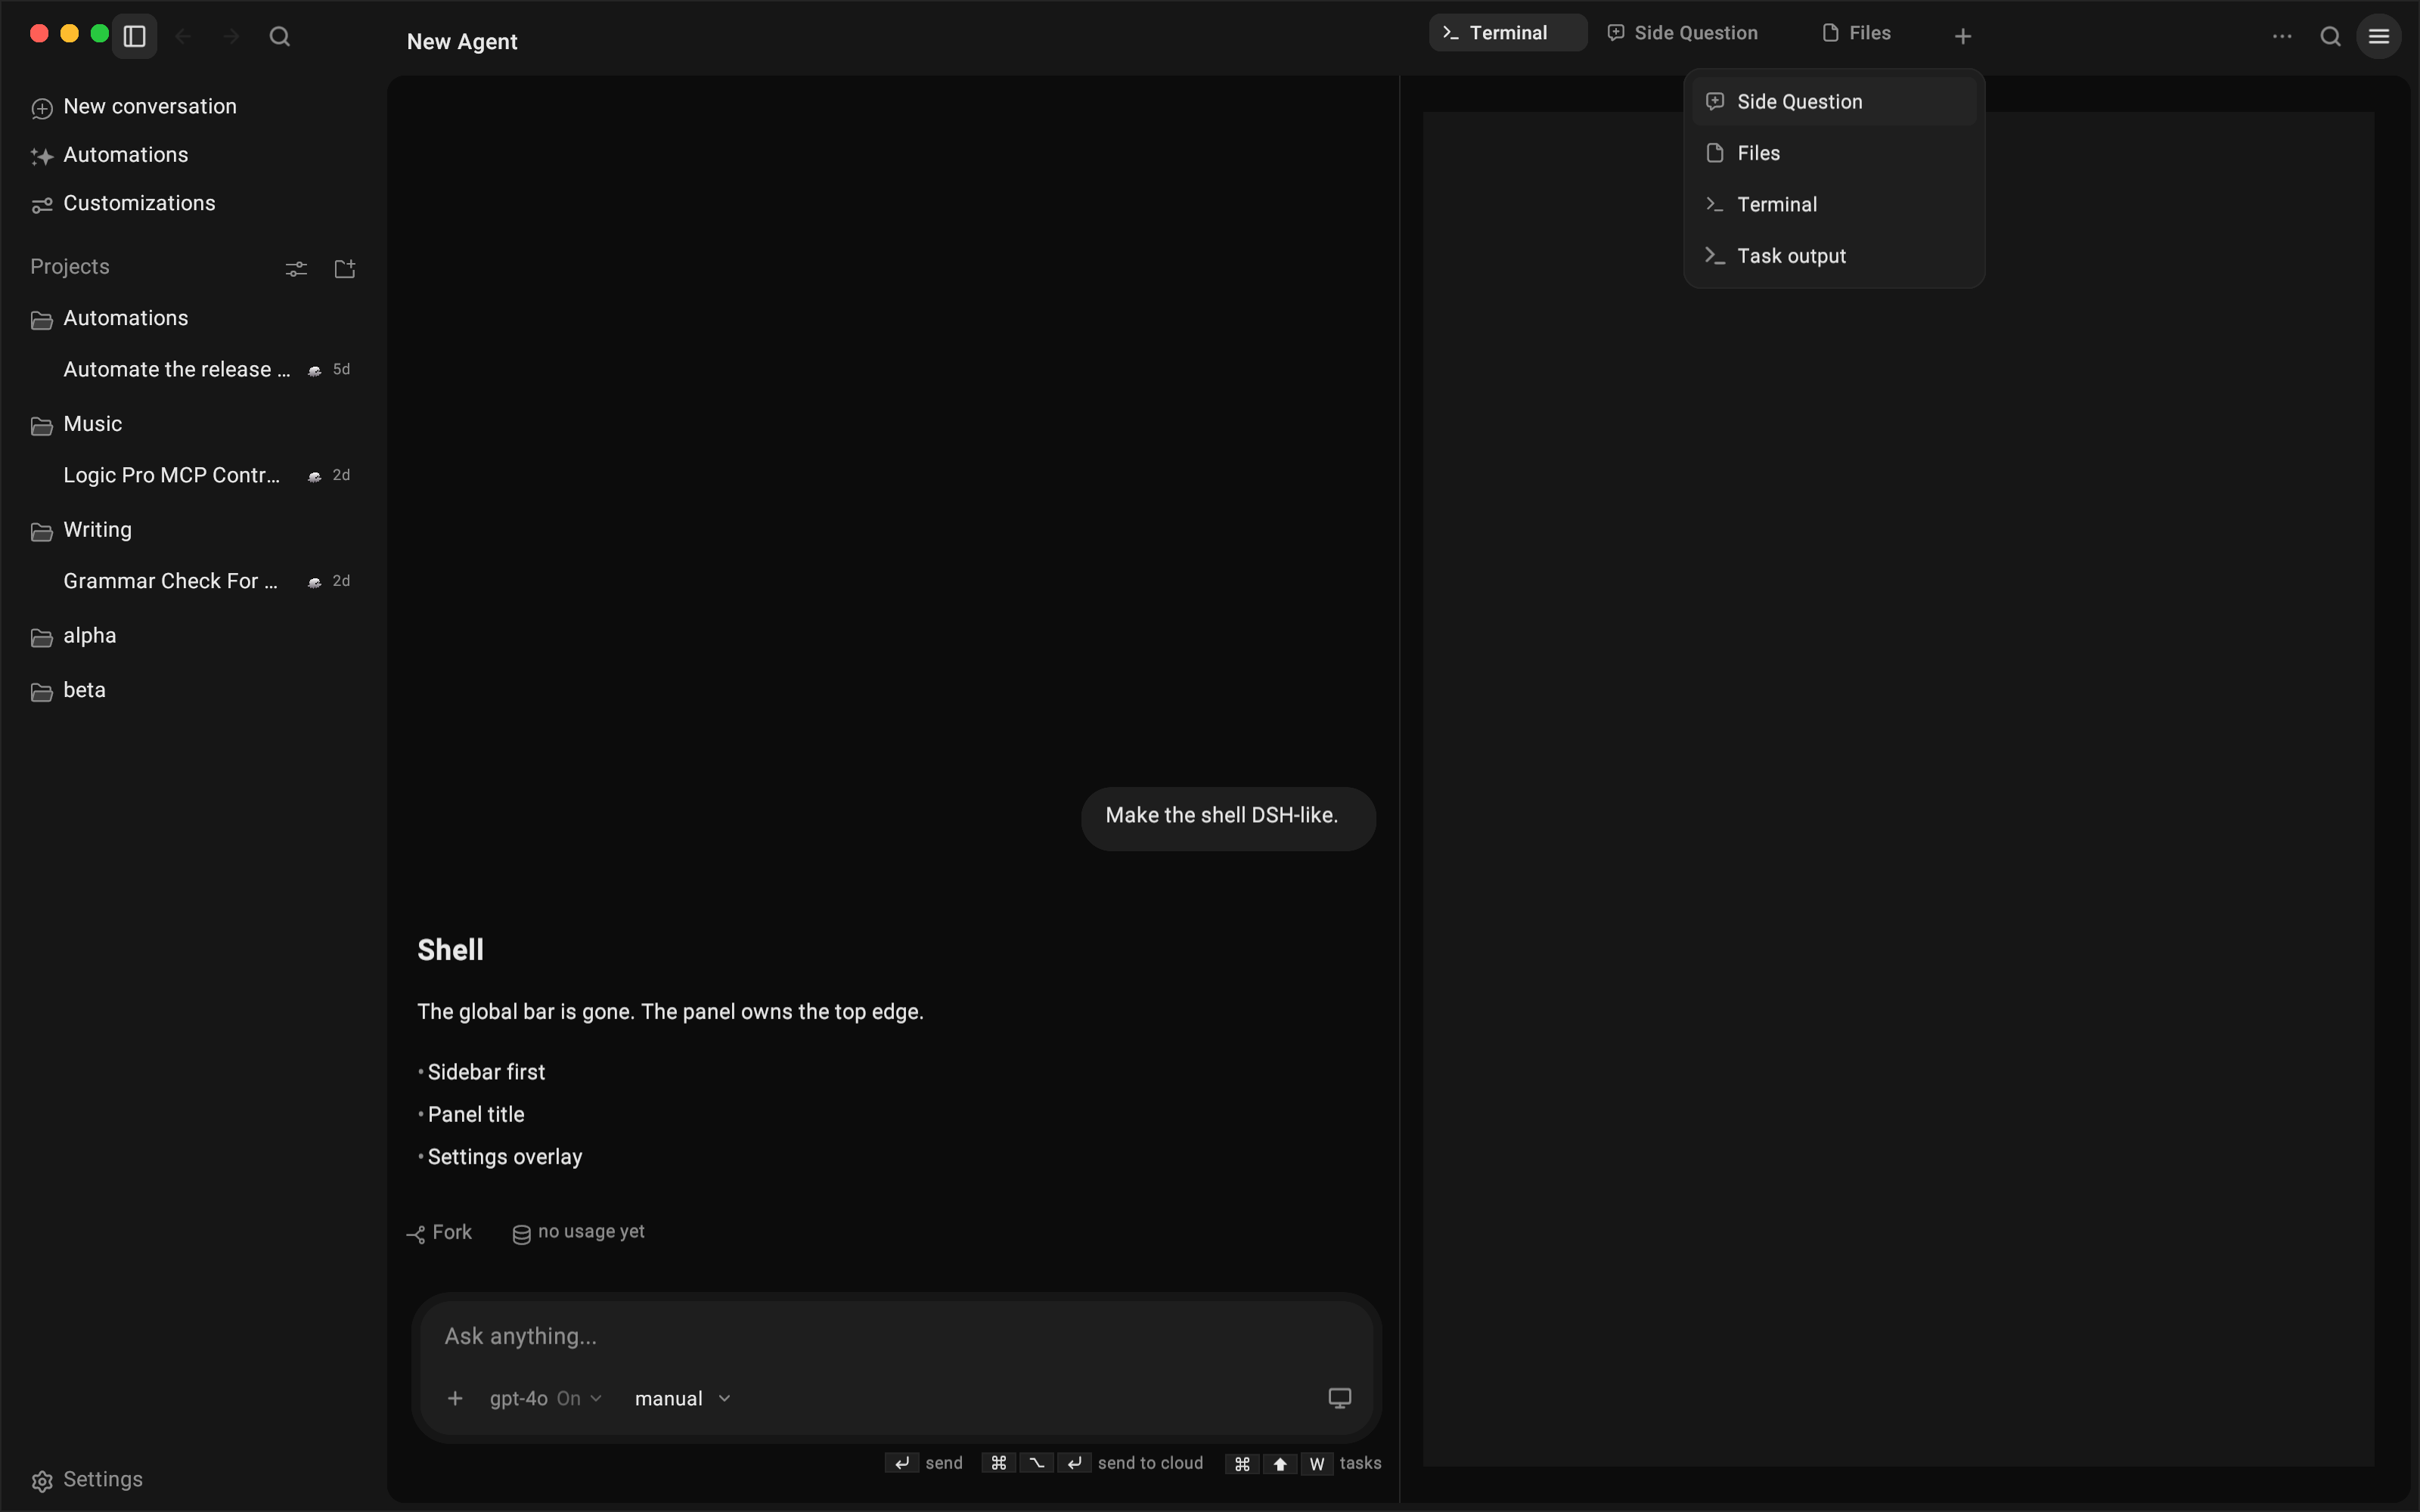 New Agent
Terminal
Side Question
Files
New conversation
Automations
Customizations
Projects
Automations
Automate the release ...
5d
Music
Logic Pro MCP Contr...
2d
Writing
Grammar Check For ...
2d
alpha
beta
Settings
Side Question
Files
Terminal
Task output
Make the shell DSH-like.
Shell
The global bar is gone. The panel owns the top edge.
• Sidebar first
• Panel title
• Settings overlay
Fork
no usage yet
Ask anything...
gpt-4o On
manual
↵ send ⌘ ⌥ ↵ send to cloud ⌘ ⬆ W tasks